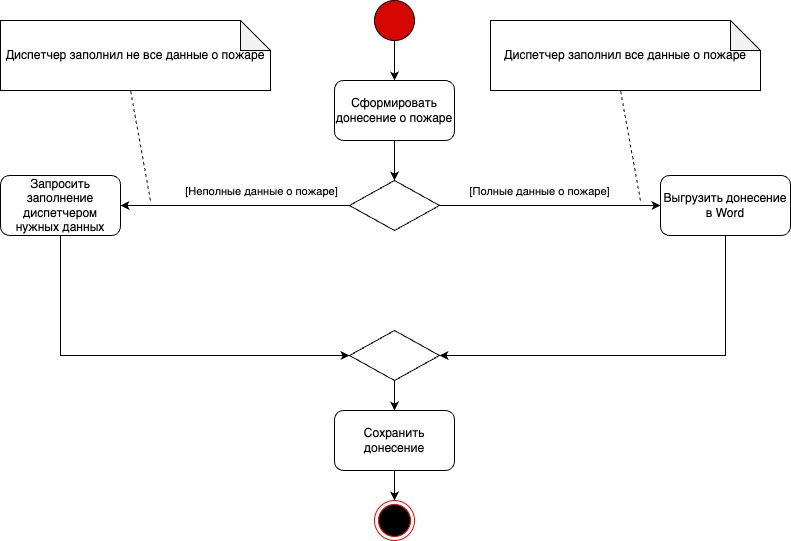 Диспетчер заполнил не все данные о пожаре
Диспетчер заполнил все данные о пожаре
Сформировать
донесение о пожаре
[Неполные данные о пожаре]
[Полные данные о пожаре]
Запросить
заполнение
диспетчером
нужных данных
Выгрузить донесение
в Word
Сохранить
донесение